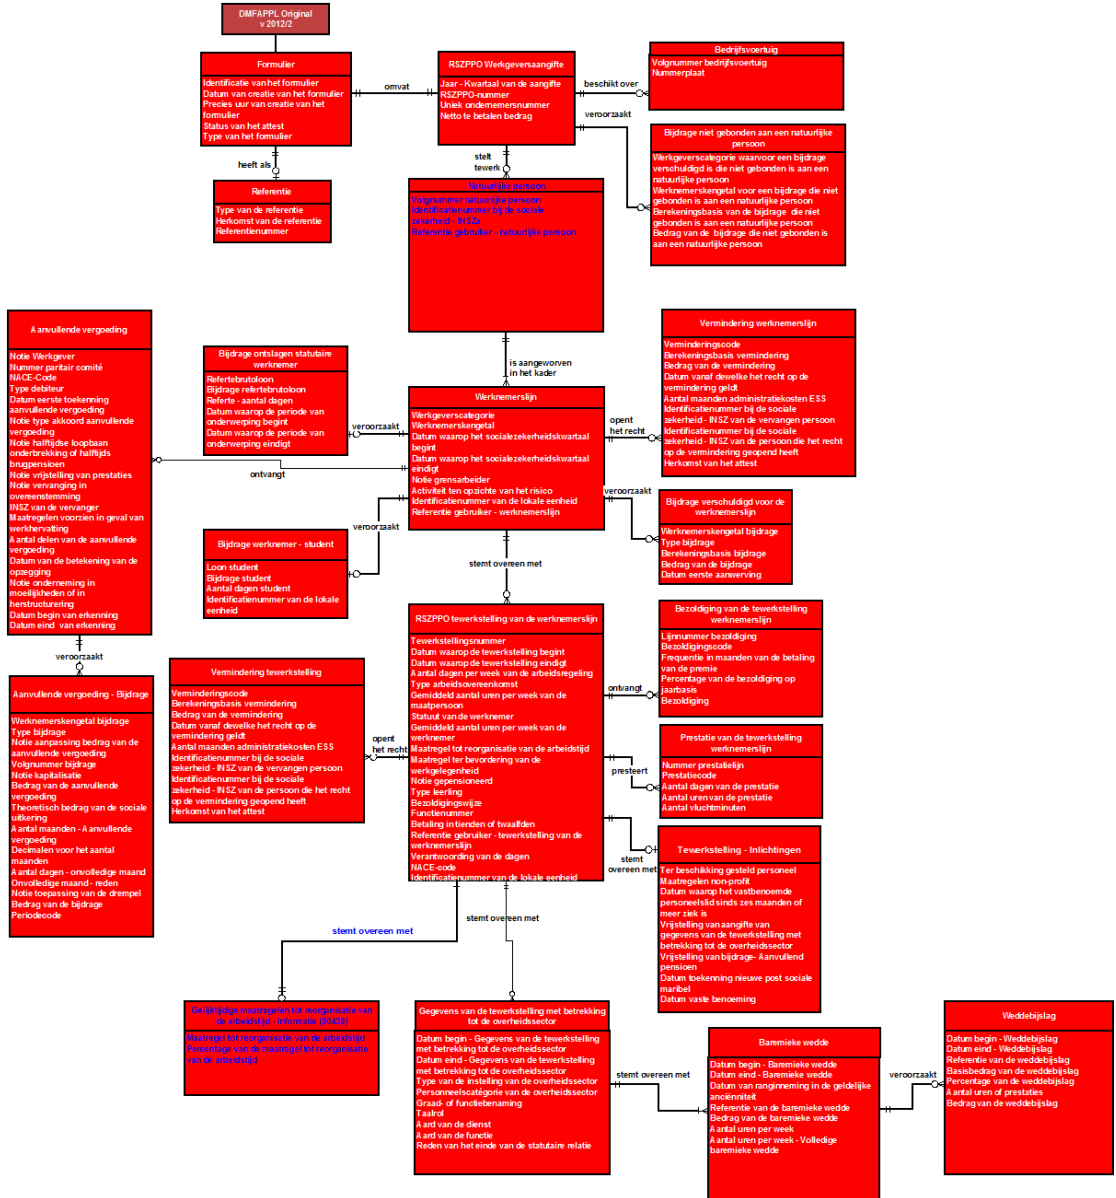 DMFAPPL Original
v 2012/2
Formulier
Identificatie van het formulier
Datum van creatie van het formulier
Precies uur van creatie van het
formulier
Status van het attest
Type van het formulier
omvat
RSZPPO Werkgeversaangifte
Jaar - Kwartaal van de aangifte
RSZPPO-nummer
Uniek ondernemersnummer
Netto te betalen bedrag
beschikt over
Bedrijfsvoertuig
Volgnummer bedrijfsvoertuig
Nummerplaat
veroorzaakt
Bijdrage niet gebonden aan een natuurlijke
persoon
Werkgeverscategorie waarvoor een bijdrage
verschuldigd is die niet gebonden is aan een
natuurlijke persoon
Werknemerskengetal voor een bijdrage die niet
gebonden is aan een natuurlijke persoon
Berekeningsbasis van de bijdrage die niet
gebonden is aan een natuurlijke persoon
Bedrag van de bijdrage die niet gebonden is
aan een natuurlijke persoon
heeft als
Referentie
Type van de referentie
Herkomst van de referentie
Referentienummer
stelt
tewerk
Natuurlijke persoon
Volgnummer natuurlijke persoon
Identificatienummer bij de sociale
zekerheid - INSZs
Referentie gebruiker - natuurlijke persoon
is aangeworven
in het kader
Aanvullende vergoeding
Notie Werkgever
Nummer paritair comité
NACE-Code
Type debiteur
Datum eerste toekenning
aanvullende vergoeding
Notie type akkoord aanvullende
vergoeding
Notie halftijdse loopbaan
onderbreking of halftijds
brugpensioen
Notie vrijstelling van prestaties
Notie vervanging in
overeenstemming
INSZ van de vervanger
Maatregelen voorzien in geval van
werkhervatting
Aantal delen van de aanvullende
vergoeding
Datum van de betekening van de
opzegging
Notie onderneming in
moeilijkheden of in
herstructurering
Datum begin van erkenning
Datum eind van erkenning
Bijdrage ontslagen statutaire
werknemer
Refertebrutoloon
Bijdrage refertebrutoloon
Referte - aantal dagen
Datum waarop de periode van
onderwerping begint
Datum waarop de periode van
onderwerping eindigt
veroorzaakt
ontvangt
Werknemerslijn
Werkgeverscategorie
Werknemerskengetal
Datum waarop het socialezekerheidskwartaal
begint
Datum waarop het socialezekerheidskwartaal
eindigt
Notie grensarbeider
Activiteit ten opzichte van het risico
Identificatienummer van de lokale eenheid
Referentie gebruiker - werknemerslijn
opent
het recht
Vermindering werknemerslijn
Verminderingscode
Berekeningsbasis vermindering
Bedrag van de vermindering
Datum vanaf dewelke het recht op de
vermindering geldt
Aantal maanden administratiekosten ESS
Identificatienummer bij de sociale
zekerheid - INSZ van de vervangen persoon
Identificatienummer bij de sociale
zekerheid - INSZ van de persoon die het recht
op de vermindering geopend heeft
Herkomst van het attest
veroorzaakt
Bijdrage verschuldigd voor de
werknemerslijn
Werknemerskengetal bijdrage
Type bijdrage
Berekeningsbasis bijdrage
Bedrag van de bijdrage
Datum eerste aanwerving
veroorzaakt
Bijdrage werknemer - student
Loon student
Bijdrage student
Aantal dagen student
Identificatienummer van de lokale
eenheid
stemt overeen met
RSZPPO tewerkstelling van de werknemerslijn
Tewerkstellingsnummer
Datum waarop de tewerkstelling begint
Datum waarop de tewerkstelling eindigt
Aantal dagen per week van de arbeidsregeling
Type arbeidsovereenkomst
Gemiddeld aantal uren per week van de
maatpersoon
Statuut van de werknemer
Gemiddeld aantal uren per week van de
werknemer
Maatregel tot reorganisatie van de arbeidstijd
Maatregel ter bevordering van de
werkgelegenheid
Notie gepensioneerd
Type leerling
Bezoldigingswijze
Functienummer
Betaling in tienden of twaalfden
Referentie gebruiker - tewerkstelling van de
werknemerslijn
Verantwoording van de dagen
NACE-code
Identificatienummer van de lokale eenheid
veroorzaakt
Aanvullende vergoeding - Bijdrage
Werknemerskengetal bijdrage
Type bijdrage
Notie aanpassing bedrag van de
aanvullende vergoeding
Volgnummer bijdrage
Notie kapitalisatie
Bedrag van de aanvullende
vergoeding
Theoretisch bedrag van de sociale
uitkering
Aantal maanden - Aanvullende
vergoeding
Decimalen voor het aantal
maanden
Aantal dagen - onvolledige maand
Onvolledige maand - reden
Notie toepassing van de drempel
Bedrag van de bijdrage
Periodecode
Vermindering tewerkstelling
Verminderingscode
Berekeningsbasis vermindering
Bedrag van de vermindering
Datum vanaf dewelke het recht op de
vermindering geldt
Aantal maanden administratiekosten ESS
Identificatienummer bij de sociale
zekerheid - INSZ van de vervangen persoon
Identificatienummer bij de sociale
zekerheid - INSZ van de persoon die het recht
op de vermindering geopend heeft
Herkomst van het attest
opent
het recht
ontvangt
Bezoldiging van de tewerkstelling
werknemerslijn
Lijnnummer bezoldiging
Bezoldigingscode
Frequentie in maanden van de betaling
van de premie
Percentage van de bezoldiging op
jaarbasis
Bezoldiging
presteert
Prestatie van de tewerkstelling
werknemerslijn
Nummer prestatielijn
Prestatiecode
Aantal dagen van de prestatie
Aantal uren van de prestatie
Aantal vluchtminuten
stemt
overeen met
Tewerkstelling - Inlichtingen
Ter beschikking gesteld personeel
Maatregelen non-profit
Datum waarop het vastbenoemde
personeelslid sinds zes maanden of
meer ziek is
Vrijstelling van aangifte van
gegevens van de tewerkstelling met
betrekking tot de overheidssector
Vrijstelling van bijdrage- Aanvullend
pensioen
Datum toekenning nieuwe post sociale
maribel
Datum vaste benoeming
stemt overeen met
stemt overeen met
Gelijktijdige maatregelen tot reorganisatie van
de arbeidstijd - Informatie (90438)
Maatregel tot reorganisatie van de arbeidstijd
Percentage van de maatregel tot reorganisatie
van de arbeidstijd
Gegevens van de tewerkstelling met betrekking
tot de overheidssector
Datum begin - Gegevens van de tewerkstelling
met betrekking tot de overheidssector
Datum eind - Gegevens van de tewerkstelling
met betrekking tot de overheidssector
Type van de instelling van de overheidssector
Personeelscatégorie van de overheidssector
Graad- of functiebenaming
Taalrol
Aard van de dienst
Aard van de functie
Reden van het einde van de statutaire relatie
stemt overeen met
Baremieke wedde
Datum begin - Baremieke wedde
Datum eind - Baremieke wedde
Datum van ranginneming in de geldelijke
anciënniteit
Referentie van de baremieke wedde
Bedrag van de baremieke wedde
Aantal uren per week
Aantal uren per week - Volledige
baremieke wedde
veroorzaakt
Weddebijslag
Datum begin - Weddebijslag
Datum eind - Weddebijslag
Referentie van de weddebijslag
Basisbedrag van de weddebijslag
Percentage van de weddebijslag
Aantal uren of prestaties
Bedrag van de weddebijslag